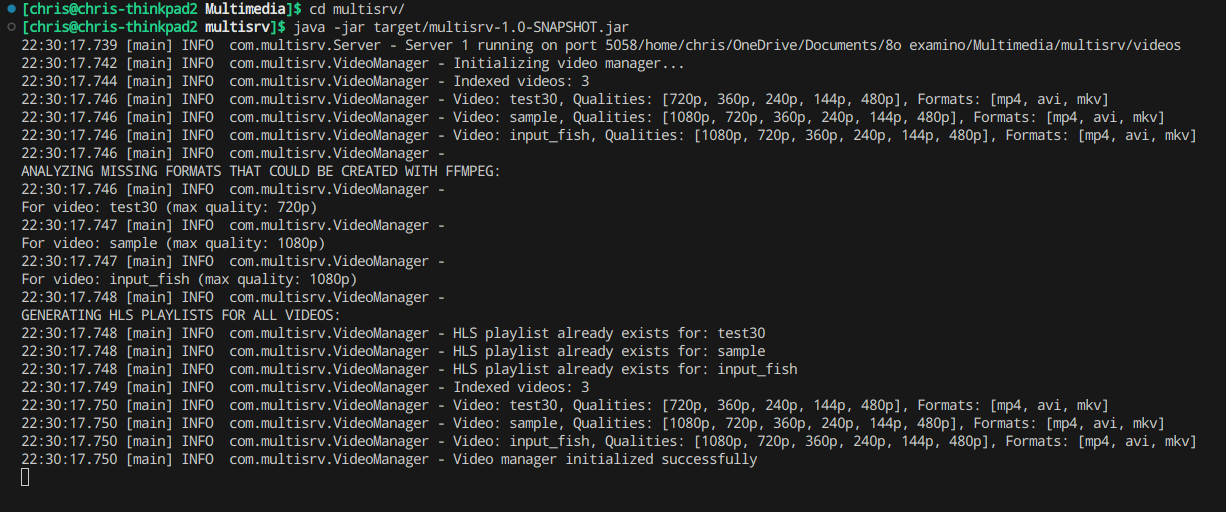 [chris@chris-thinkpad2 Multimedia]$ cd multisrv/
[chris@chris-thinkpad2 multisrv]$ java -jar target/multisrv-1.0-SNAPSHOT.jar
22:30:17.739 [main] INFO  com.multisrv.Server - Server 1 running on port 5058/home/chris/OneDrive/Documents/8o examino/Multimedia/multisrv/videos
22:30:17.742 [main] INFO  com.multisrv.VideoManager - Initializing video manager...
22:30:17.744 [main] INFO  com.multisrv.VideoManager - Indexed videos: 3
22:30:17.746 [main] INFO  com.multisrv.VideoManager - Video: test30, Qualities: [720p, 360p, 240p, 144p, 480p], Formats: [mp4, avi, mkv]
22:30:17.746 [main] INFO  com.multisrv.VideoManager - Video: sample, Qualities: [1080p, 720p, 360p, 240p, 144p, 480p], Formats: [mp4, avi, mkv]
22:30:17.746 [main] INFO  com.multisrv.VideoManager - Video: input_fish, Qualities: [1080p, 720p, 360p, 240p, 144p, 480p], Formats: [mp4, avi, mkv]
22:30:17.746 [main] INFO  com.multisrv.VideoManager -
ANALYZING MISSING FORMATS THAT COULD BE CREATED WITH FFMPEG:
22:30:17.746 [main] INFO  com.multisrv.VideoManager -
For video: test30 (max quality: 720p)
22:30:17.747 [main] INFO  com.multisrv.VideoManager -
For video: sample (max quality: 1080p)
22:30:17.747 [main] INFO  com.multisrv.VideoManager -
For video: input_fish (max quality: 1080p)
22:30:17.748 [main] INFO  com.multisrv.VideoManager -
GENERATING HLS PLAYLISTS FOR ALL VIDEOS:
22:30:17.748 [main] INFO  com.multisrv.VideoManager - HLS playlist already exists for: test30
22:30:17.748 [main] INFO  com.multisrv.VideoManager - HLS playlist already exists for: sample
22:30:17.748 [main] INFO  com.multisrv.VideoManager - HLS playlist already exists for: input_fish
22:30:17.749 [main] INFO  com.multisrv.VideoManager - Indexed videos: 3
22:30:17.750 [main] INFO  com.multisrv.VideoManager - Video: test30, Qualities: [720p, 360p, 240p, 144p, 480p], Formats: [mp4, avi, mkv]
22:30:17.750 [main] INFO  com.multisrv.VideoManager - Video: sample, Qualities: [1080p, 720p, 360p, 240p, 144p, 480p], Formats: [mp4, avi, mkv]
22:30:17.750 [main] INFO  com.multisrv.VideoManager - Video: input_fish, Qualities: [1080p, 720p, 360p, 240p, 144p, 480p], Formats: [mp4, avi, mkv]
22:30:17.750 [main] INFO  com.multisrv.VideoManager - Video manager initialized successfully